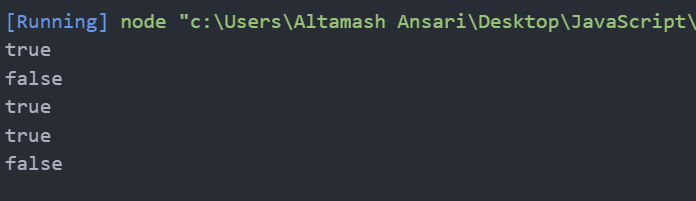 [Running] node "c:\Users\Altamash Ansari\Desktop\JavaScript\
true
false
true
true
false